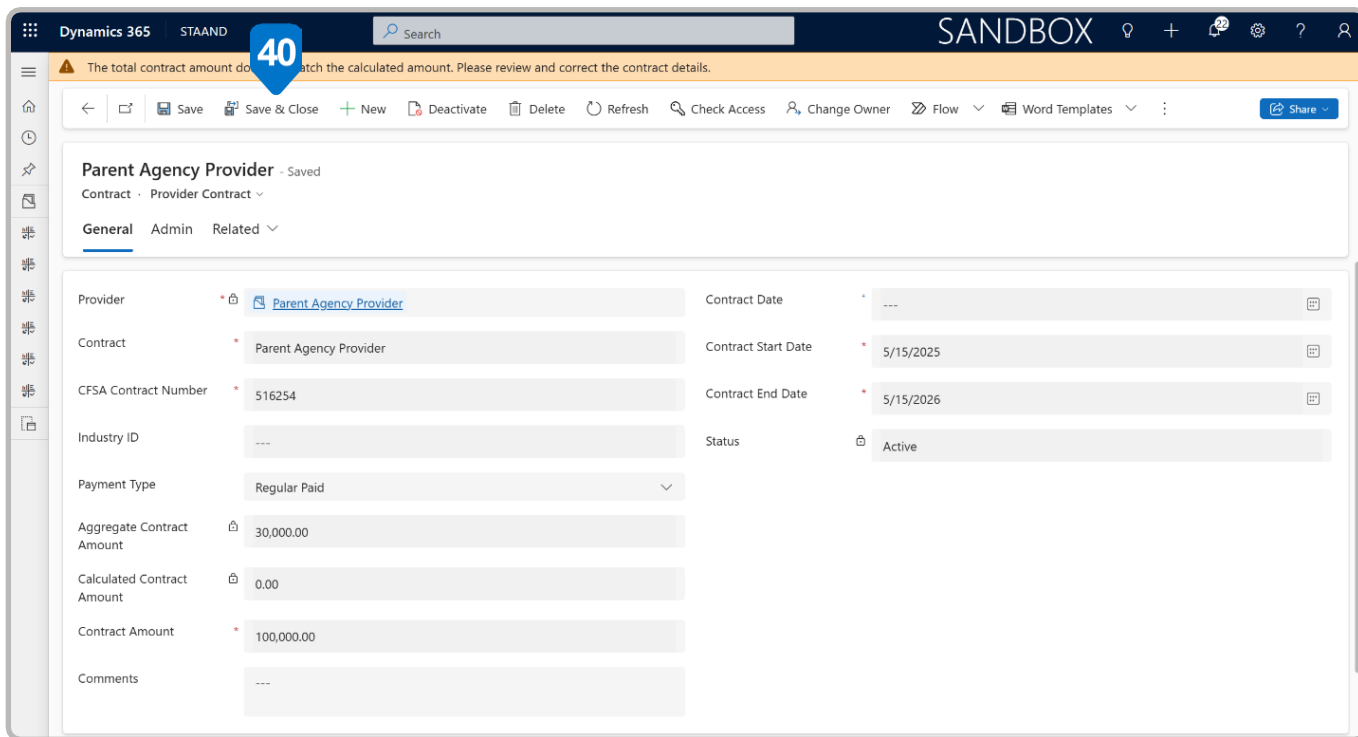 Dynamics 365 STAAND Search SANDBOX 22
40
The total contract amount do atch the calculated amount. Please review and correct the contract details.
Save Save & Close New Deactivate Delete Refresh Check Access Change Owner Flow Word Templates Share
Parent Agency Provider - Saved
Contract · Provider Contract
General Admin Related
Provider * Parent Agency Provider
Contract Date * ---
Contract * Parent Agency Provider
Contract Start Date * 5/15/2025
CFSA Contract Number * 516254
Contract End Date * 5/15/2026
Industry ID ---
Status Active
Payment Type Regular Paid
Aggregate Contract
Amount
30,000.00
Calculated Contract
Amount
0.00
Contract Amount * 100,000.00
Comments ---